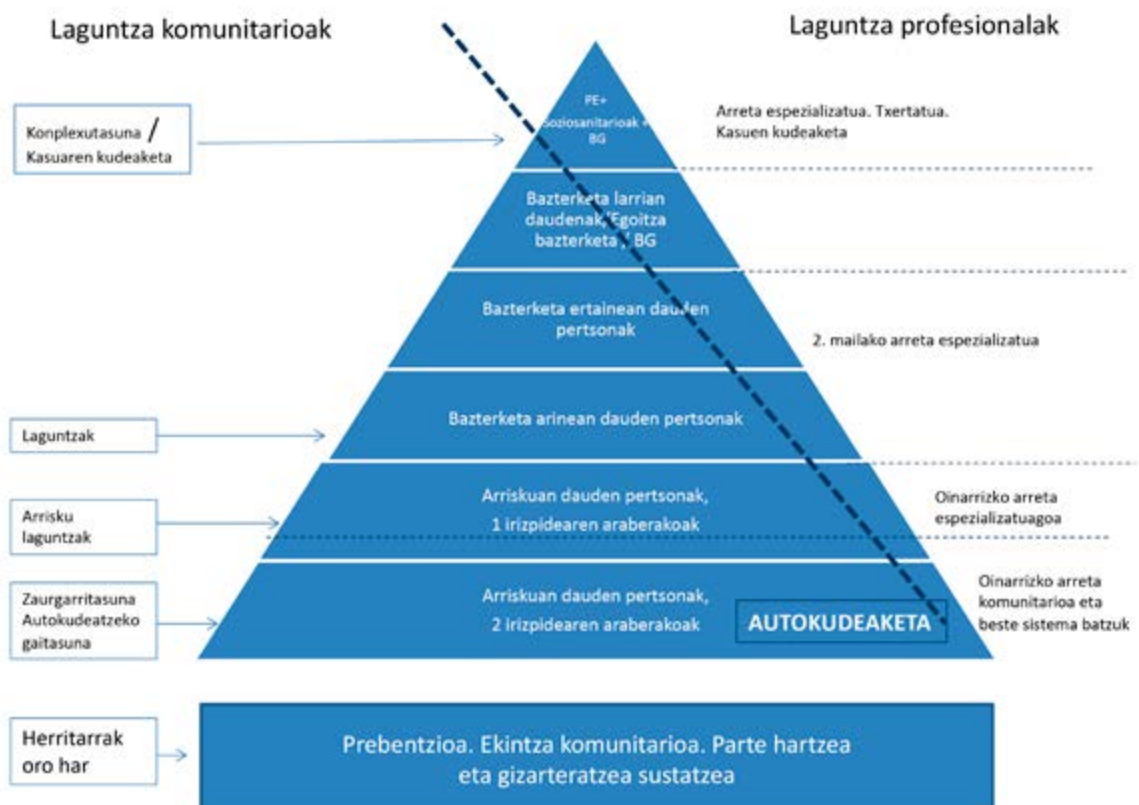 Laguntza komunitarioak
Laguntza profesionalak
PE+
Soziosanitarioak +
BG
Konplexutasuna /
Kasuaren kudeaketa
Arreta espezializatua. Txertatua.
Kasuen kudeaketa
Bazterketa larrian
daudenak/Egoitza
bazterketa / BG
Bazterketa ertainean dauden
pertsonak
2. mailako arreta espezializatua
Laguntzak
Bazterketa arinean dauden pertsonak
Arrisku
laguntzak
Arriskuan dauden pertsonak,
1 irizpidearen araberakoak
Oinarrizko arreta
espezializatuagoa
Zaurgarritasuna
Autokudeatzeko
gaitasuna
Arriskuan dauden pertsonak,
2 irizpidearen araberakoak
AUTOKUDEAKETA
Oinarrizko arreta
komunitarioa eta
beste sistema batzuk
Herritarrak
oro har
Prebentzioa. Ekintza komunitarioa. Parte hartzea
eta gizarteratzea sustatzea